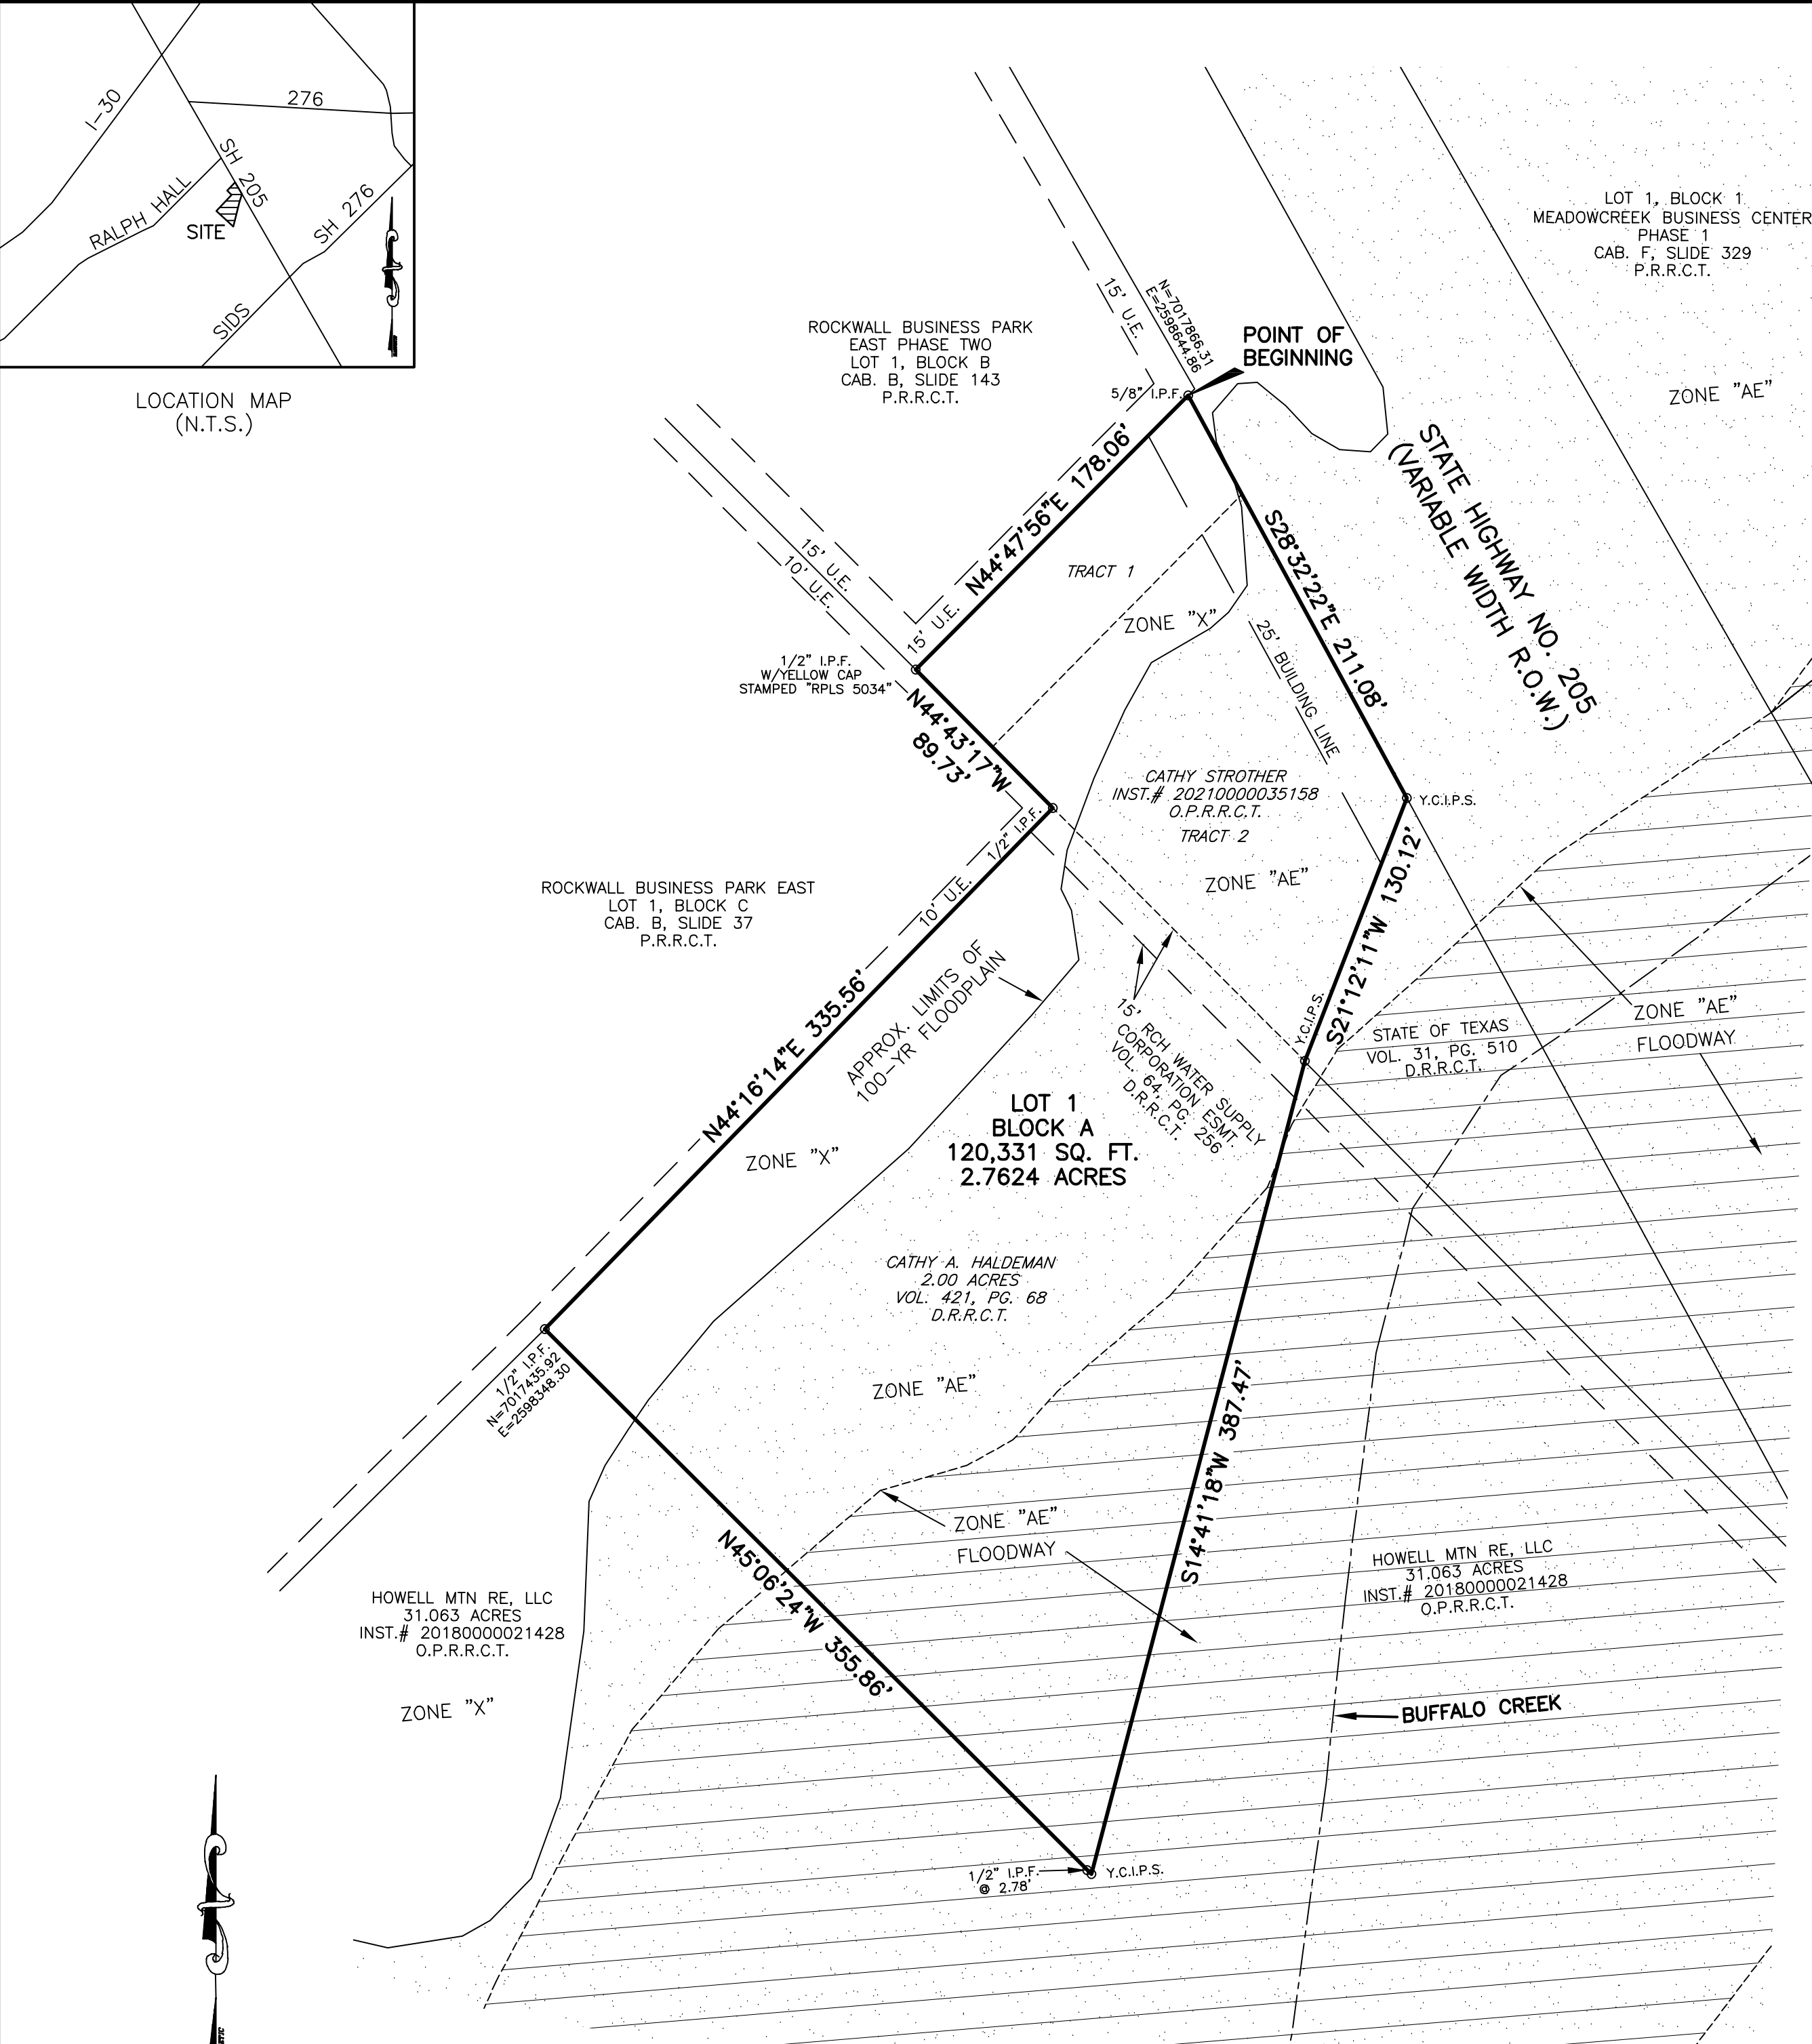 I-30
276
SH 205
RALPH HALL
SITE
SH 276
SIDS
LOCATION MAP
(N.T.S.)
LOT 1, BLOCK 1
MEADOWCREEK BUSINESS CENTER
PHASE 1
CAB. F, SLIDE 329
P.R.R.C.T.
ZONE "AE"
STATE HIGHWAY NO. 205
(VARIABLE WIDTH R.O.W.)
15' U.E.
N=7017866.31
E=2598644.86
POINT OF
BEGINNING
5/8" I.P.F.
ROCKWALL BUSINESS PARK
EAST PHASE TWO
LOT 1, BLOCK B
CAB. B, SLIDE 143
P.R.R.C.T.
N44°47'56"E 178.06'
15' U.E.
15' U.E.
10' U.E.
TRACT 1
ZONE "X"
S28°32'22"E 211.08'
25' BUILDING LINE
1/2" I.P.F.
W/YELLOW CAP
STAMPED "RPLS 5034"
N44°43'17"W
89.73'
CATHY STROTHER
INST.# 20210000035158
O.P.R.R.C.T.
TRACT 2
ZONE "AE"
Y.C.I.P.S.
1/2" I.P.F.
10' U.E.
S21°12'11"W 130.12'
Y.C.I.P.S.
ROCKWALL BUSINESS PARK EAST
LOT 1, BLOCK C
CAB. B, SLIDE 37
P.R.R.C.T.
N44°16'14"E 335.56'
APPROX. LIMITS OF
100-YR FLOODPLAIN
15' RCH WATER SUPPLY
CORPORATION ESMT.
VOL. 64, PG. 256
D.R.R.C.T.
STATE OF TEXAS
VOL. 31, PG. 510
D.R.R.C.T.
ZONE "AE"
FLOODWAY
LOT 1
BLOCK A
120,331 SQ. FT.
2.7624 ACRES
ZONE "X"
CATHY A. HALDEMAN
2.00 ACRES
VOL. 421, PG. 68
D.R.R.C.T.
ZONE "AE"
1/2" I.P.F.
N=7017435.92
E=2598348.30
S14°41'18"W 387.47'
ZONE "AE"
FLOODWAY
N45°06'24"W 355.86'
HOWELL MTN RE, LLC
31.063 ACRES
INST.# 20180000021428
O.P.R.R.C.T.
HOWELL MTN RE, LLC
31.063 ACRES
INST.# 20180000021428
O.P.R.R.C.T.
ZONE "X"
BUFFALO CREEK
1/2" I.P.F.
@ 2.78'
Y.C.I.P.S.